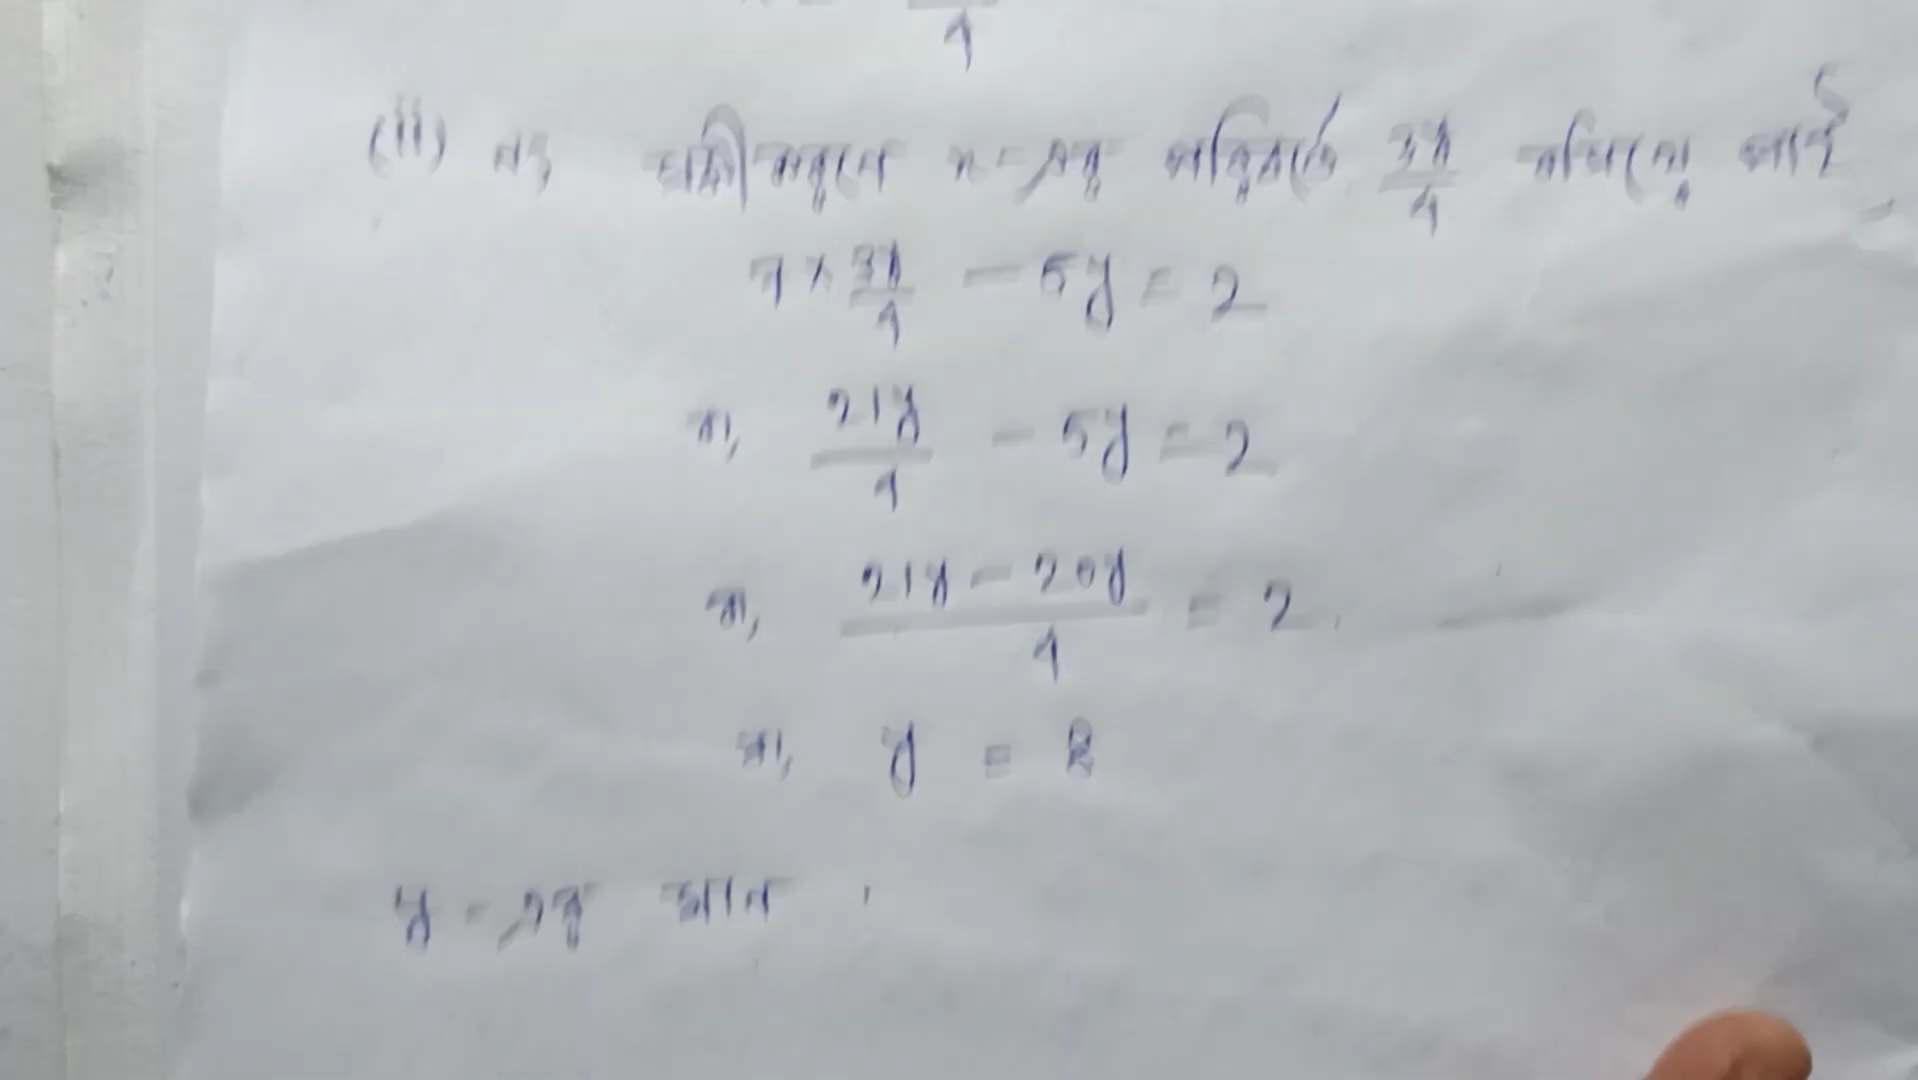 4
(ii) নং সমীকরণে x-এর পরিবর্তে 3y/4 বসিয়ে পাই,
7 × 3y/4 - 5y = 2
বা, 21y/4 - 5y = 2
বা, 21y - 20y/4 = 2
বা, y = 8
y-এর মান